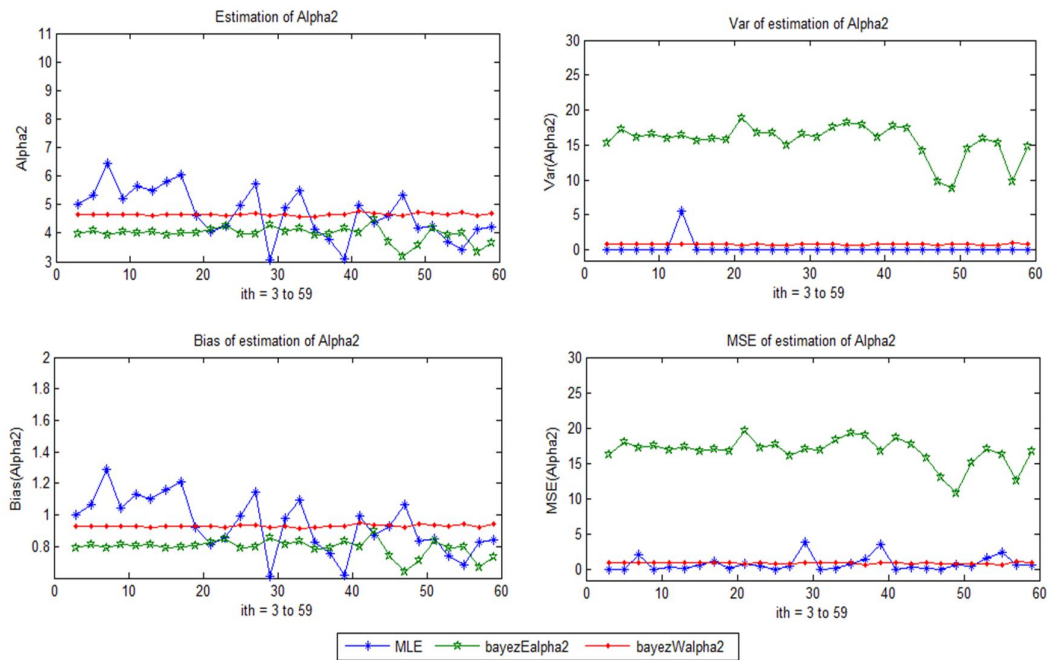 Estimation of Alpha2
11
10
9
8
7
6
5
4
3
0 10 20 30 40 50 60
Alpha2
ith = 3 to 59
Var of estimation of Alpha2
30
25
20
15
10
5
0
0 10 20 30 40 50 60
Var(Alpha2)
ith = 3 to 59
Bias of estimation of Alpha2
2
1.8
1.6
1.4
1.2
1
0.8
0 10 20 30 40 50 60
Bias(Alpha2)
ith = 3 to 59
MSE of estimation of Alpha2
30
25
20
15
10
5
0
0 10 20 30 40 50 60
MSE(Alpha2)
ith = 3 to 59
MLE bayezEalpha2 bayezWalpha2